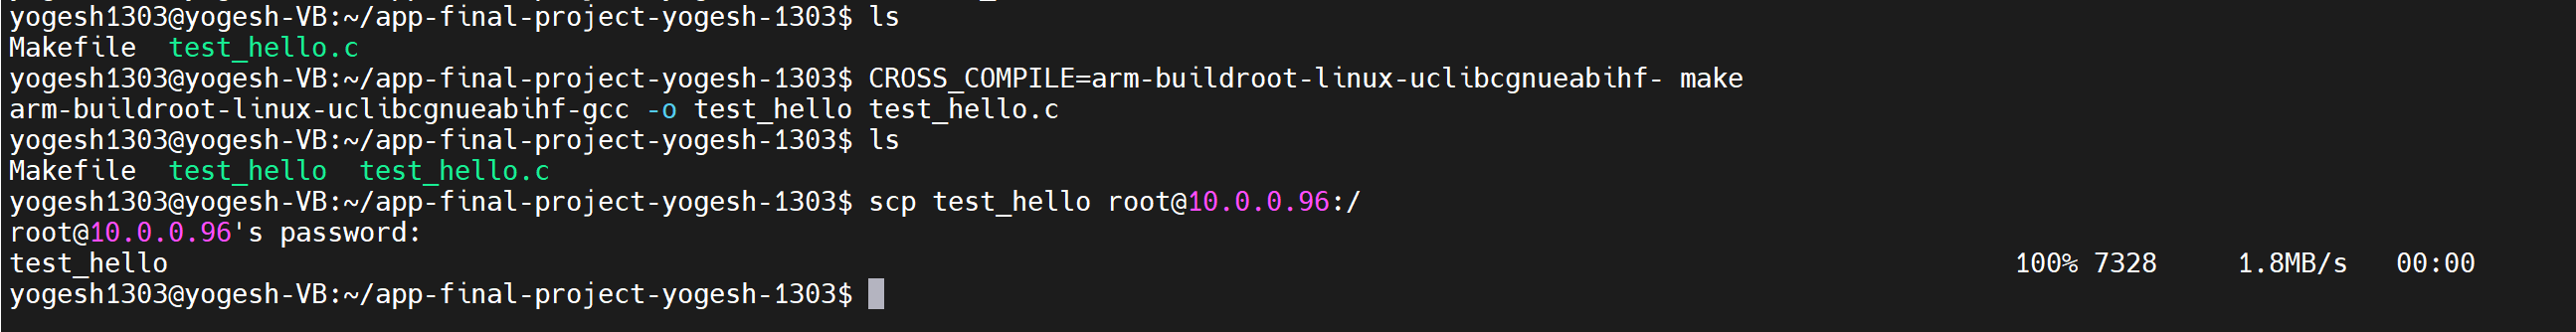 yogesh1303@yogesh-VB:~/app-final-project-yogesh-1303$ ls
Makefile  test_hello.c
yogesh1303@yogesh-VB:~/app-final-project-yogesh-1303$ CROSS_COMPILE=arm-buildroot-linux-uclibcgnueabihf- make
arm-buildroot-linux-uclibcgnueabihf-gcc -o test_hello test_hello.c
yogesh1303@yogesh-VB:~/app-final-project-yogesh-1303$ ls
Makefile  test_hello  test_hello.c
yogesh1303@yogesh-VB:~/app-final-project-yogesh-1303$ scp test_hello root@10.0.0.96:/
root@10.0.0.96's password:
test_hello 100% 7328 1.8MB/s 00:00
yogesh1303@yogesh-VB:~/app-final-project-yogesh-1303$